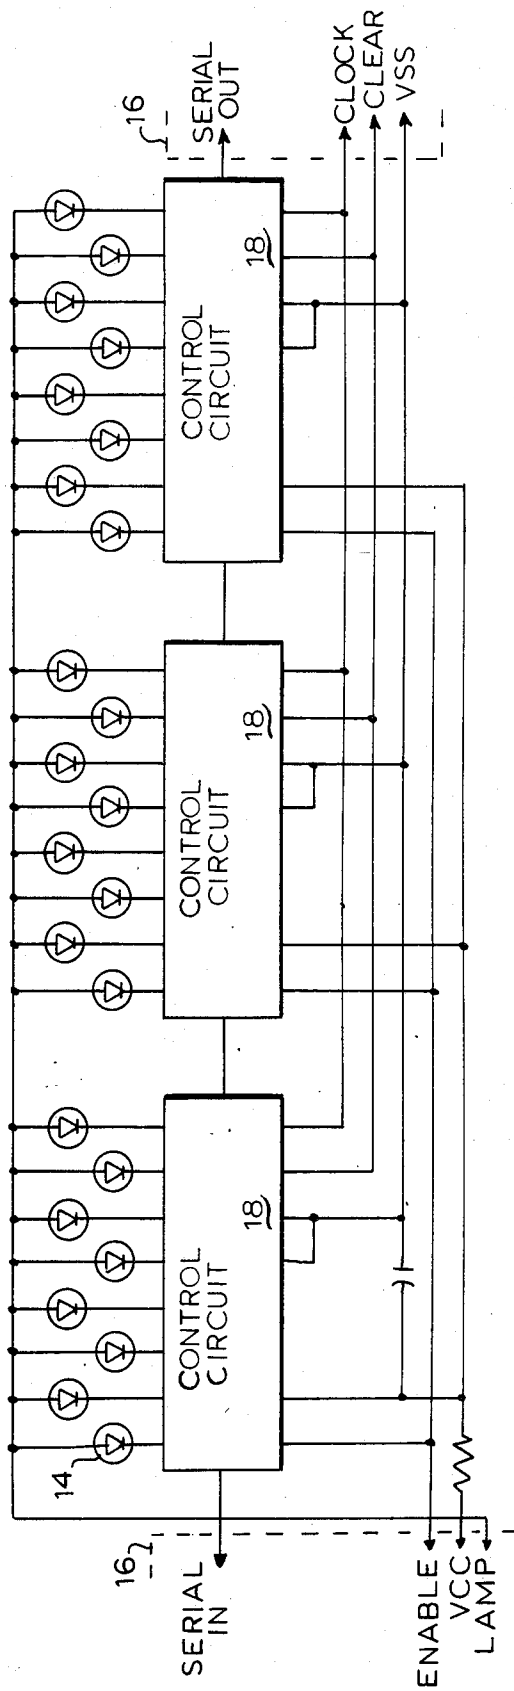 14
16
SERIAL
IN
CONTROL
CIRCUIT
18
CONTROL
CIRCUIT
18
CONTROL
CIRCUIT
18
16
SERIAL
OUT
CLOCK
CLEAR
VSS
ENABLE
VCC
LAMP